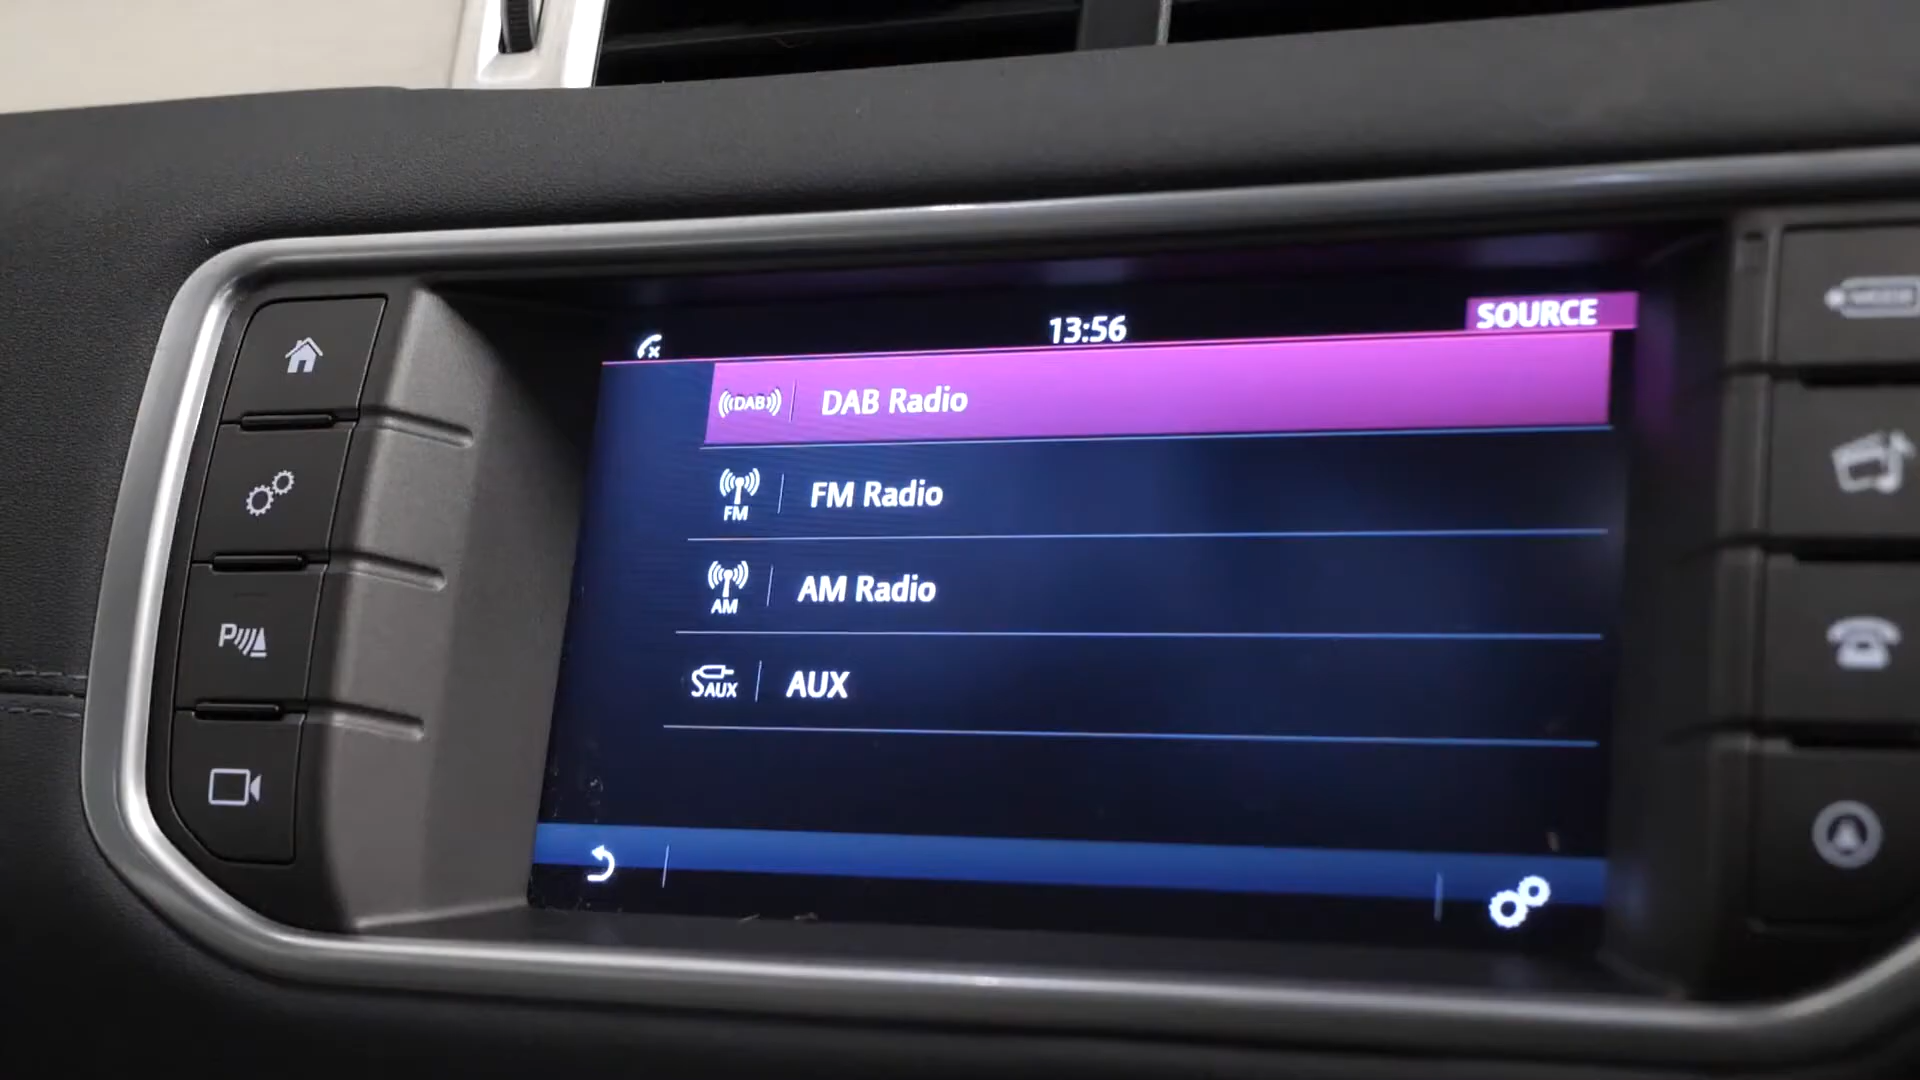 13:56
SOURCE
DAB
DAB Radio
FM
FM Radio
AM
AM Radio
AUX
AUX
P